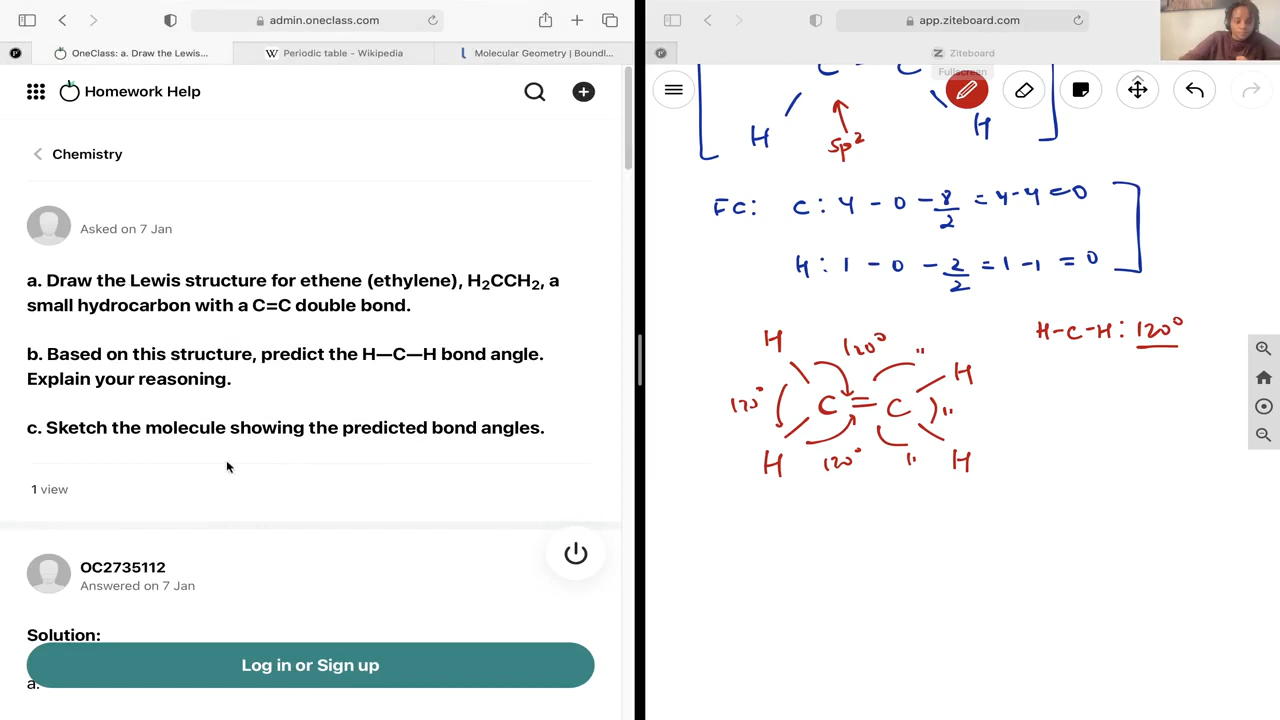 admin.oneclass.com
OneClass: a. Draw the Lewis...
Periodic table - Wikipedia
Molecular Geometry | Boundl...
Homework Help
Chemistry
Asked on 7 Jan
a. Draw the Lewis structure for ethene (ethylene), H₂CCH₂, a
small hydrocarbon with a C=C double bond.
b. Based on this structure, predict the H—C—H bond angle.
Explain your reasoning.
c. Sketch the molecule showing the predicted bond angles.
1 view
OC2735112
Answered on 7 Jan
Solution:
Log in or Sign up
a.
app.ziteboard.com
Ziteboard
Fullscreen
H H
sp²
FC: C: 4 - 0 - 8/2 = 4-4 = 0
H: 1 - 0 - 2/2 = 1-1 = 0
H-C-H: 120°
H 120° "
H
120° C = C "
H 120° " H